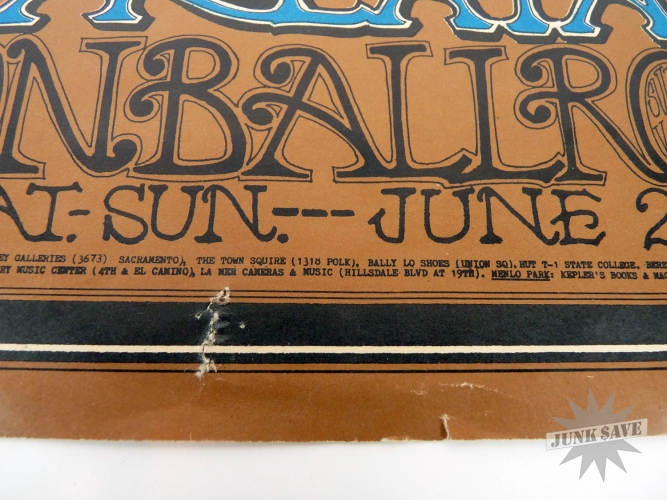 NBALLRO
AT.-SUN.---JUNE 2
EY GALLERIES (3673) SACRAMENTO), THE TOWN SQUIRE (1318 POLK), BALLY LO SHOES (UNION SQ), HUT T-1 STATE COLLEGE. BERE
HY MUSIC CENTER (4TH & EL CAMINO), LA MER CAMERAS & MUSIC (HILLSDALE BLVD AT 19TH). MENLO PARK: KEPLER'S BOOKS & MAG
JUNK SAVE